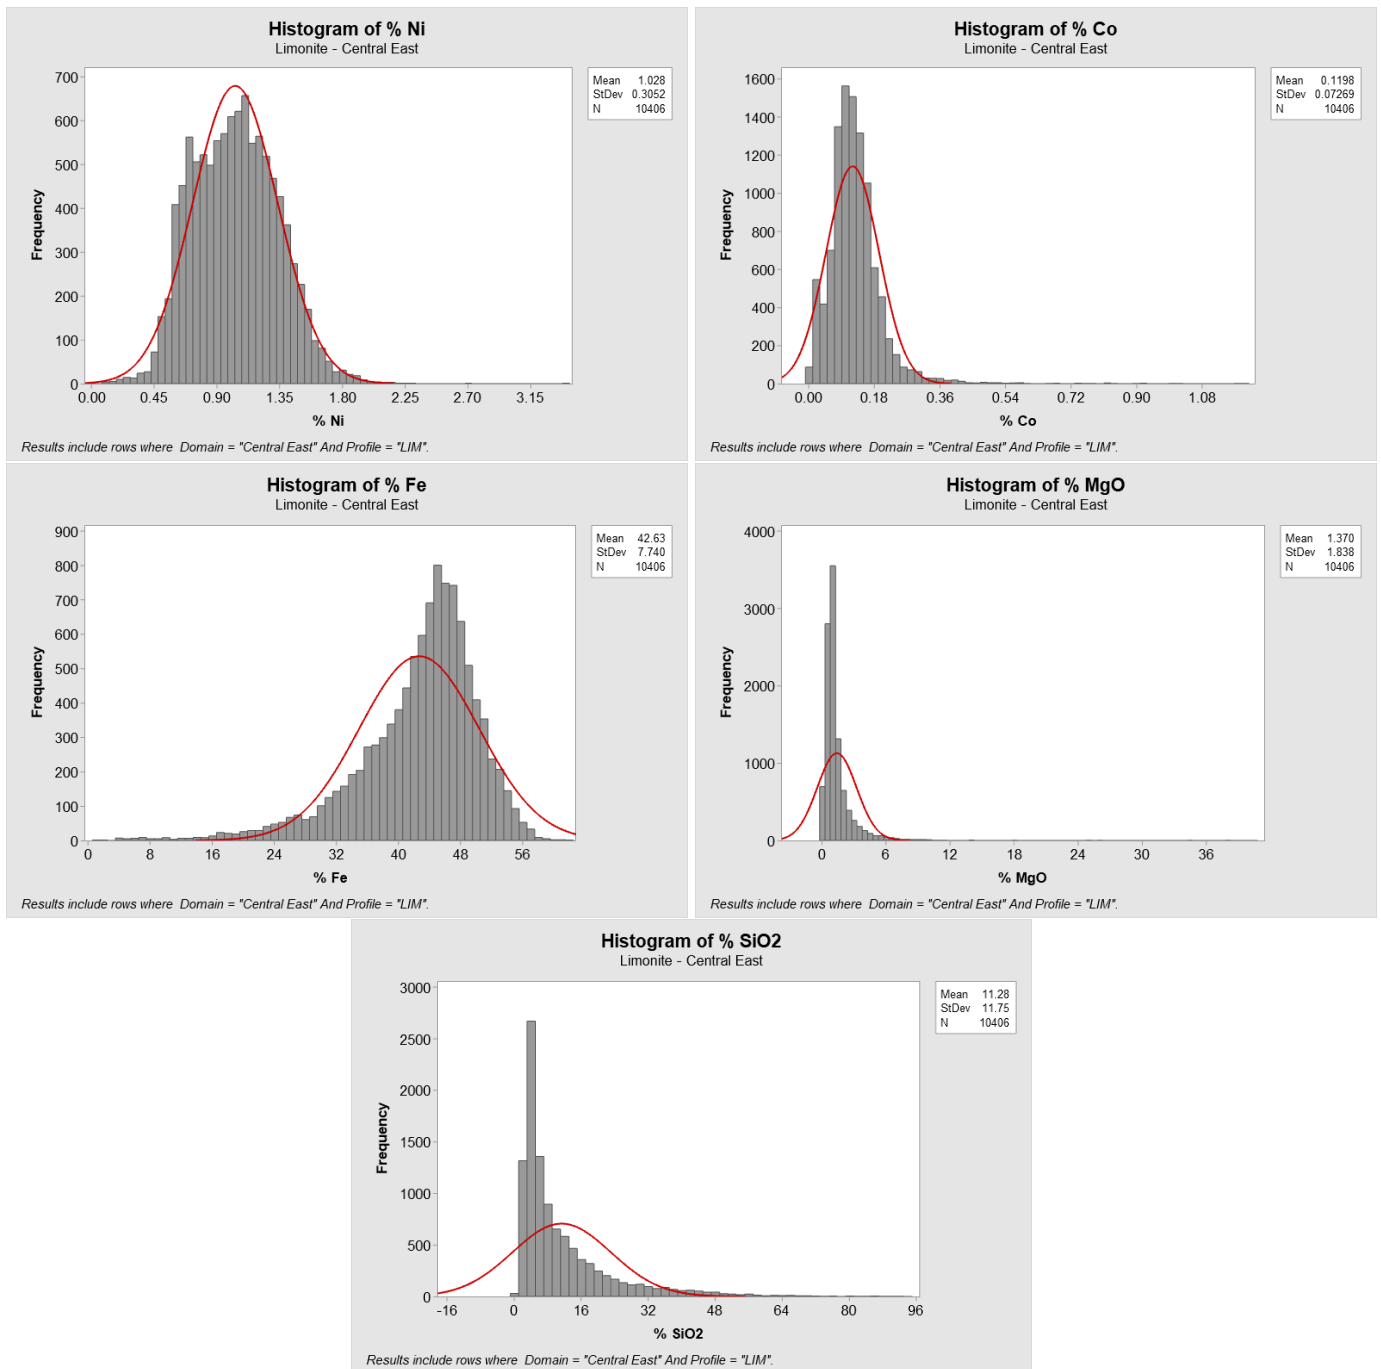 Histogram of % Ni
Limonite - Central East
Mean 1.028
StDev 0.3052
N 10406
700
600
500
400
300
200
100
0
Frequency
0.00 0.45 0.90 1.35 1.80 2.25 2.70 3.15
% Ni
Results include rows where Domain = "Central East" And Profile = "LIM".
Histogram of % Co
Limonite - Central East
Mean 0.1198
StDev 0.07269
N 10406
1600
1400
1200
1000
800
600
400
200
0
Frequency
0.00 0.18 0.36 0.54 0.72 0.90 1.08
% Co
Results include rows where Domain = "Central East" And Profile = "LIM".
Histogram of % Fe
Limonite - Central East
Mean 42.63
StDev 7.740
N 10406
900
800
700
600
500
400
300
200
100
0
Frequency
0 8 16 24 32 40 48 56
% Fe
Results include rows where Domain = "Central East" And Profile = "LIM".
Histogram of % MgO
Limonite - Central East
Mean 1.370
StDev 1.838
N 10406
4000
3000
2000
1000
0
Frequency
0 6 12 18 24 30 36
% MgO
Results include rows where Domain = "Central East" And Profile = "LIM".
Histogram of % SiO2
Limonite - Central East
Mean 11.28
StDev 11.75
N 10406
3000
2500
2000
1500
1000
500
0
Frequency
-16 0 16 32 48 64 80 96
% SiO2
Results include rows where Domain = "Central East" And Profile = "LIM".